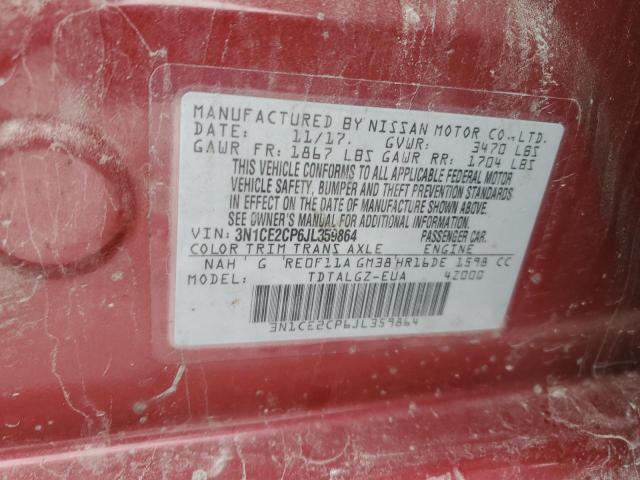 MANUFACTURED BY NISSAN MOTOR CO.,LTD.
DATE: 11/17. GVWR: 3470 LBS
GAWR FR: 1867 LBS GAWR RR: 1704 LBS
THIS VEHICLE CONFORMS TO ALL APPLICABLE FEDERAL MOTOR
VEHICLE SAFETY, BUMPER AND THEFT PREVENTION STANDARDS
IN EFFECT ON THE DATE OF MANUFACTURE SHOWN ABOVE.
SEE OWNER'S MANUAL FOR ADDITIONAL INFORMATION.
VIN: 3N1CE2CP6JL359864 PASSENGER CAR.
COLOR TRIM TRANS AXLE ENGINE
NAH G RE0F11A GM38 HR16DE 1598 CC
MODEL: TDTALGZ-EUA 4Z000
3N1CE2CP6JL359864